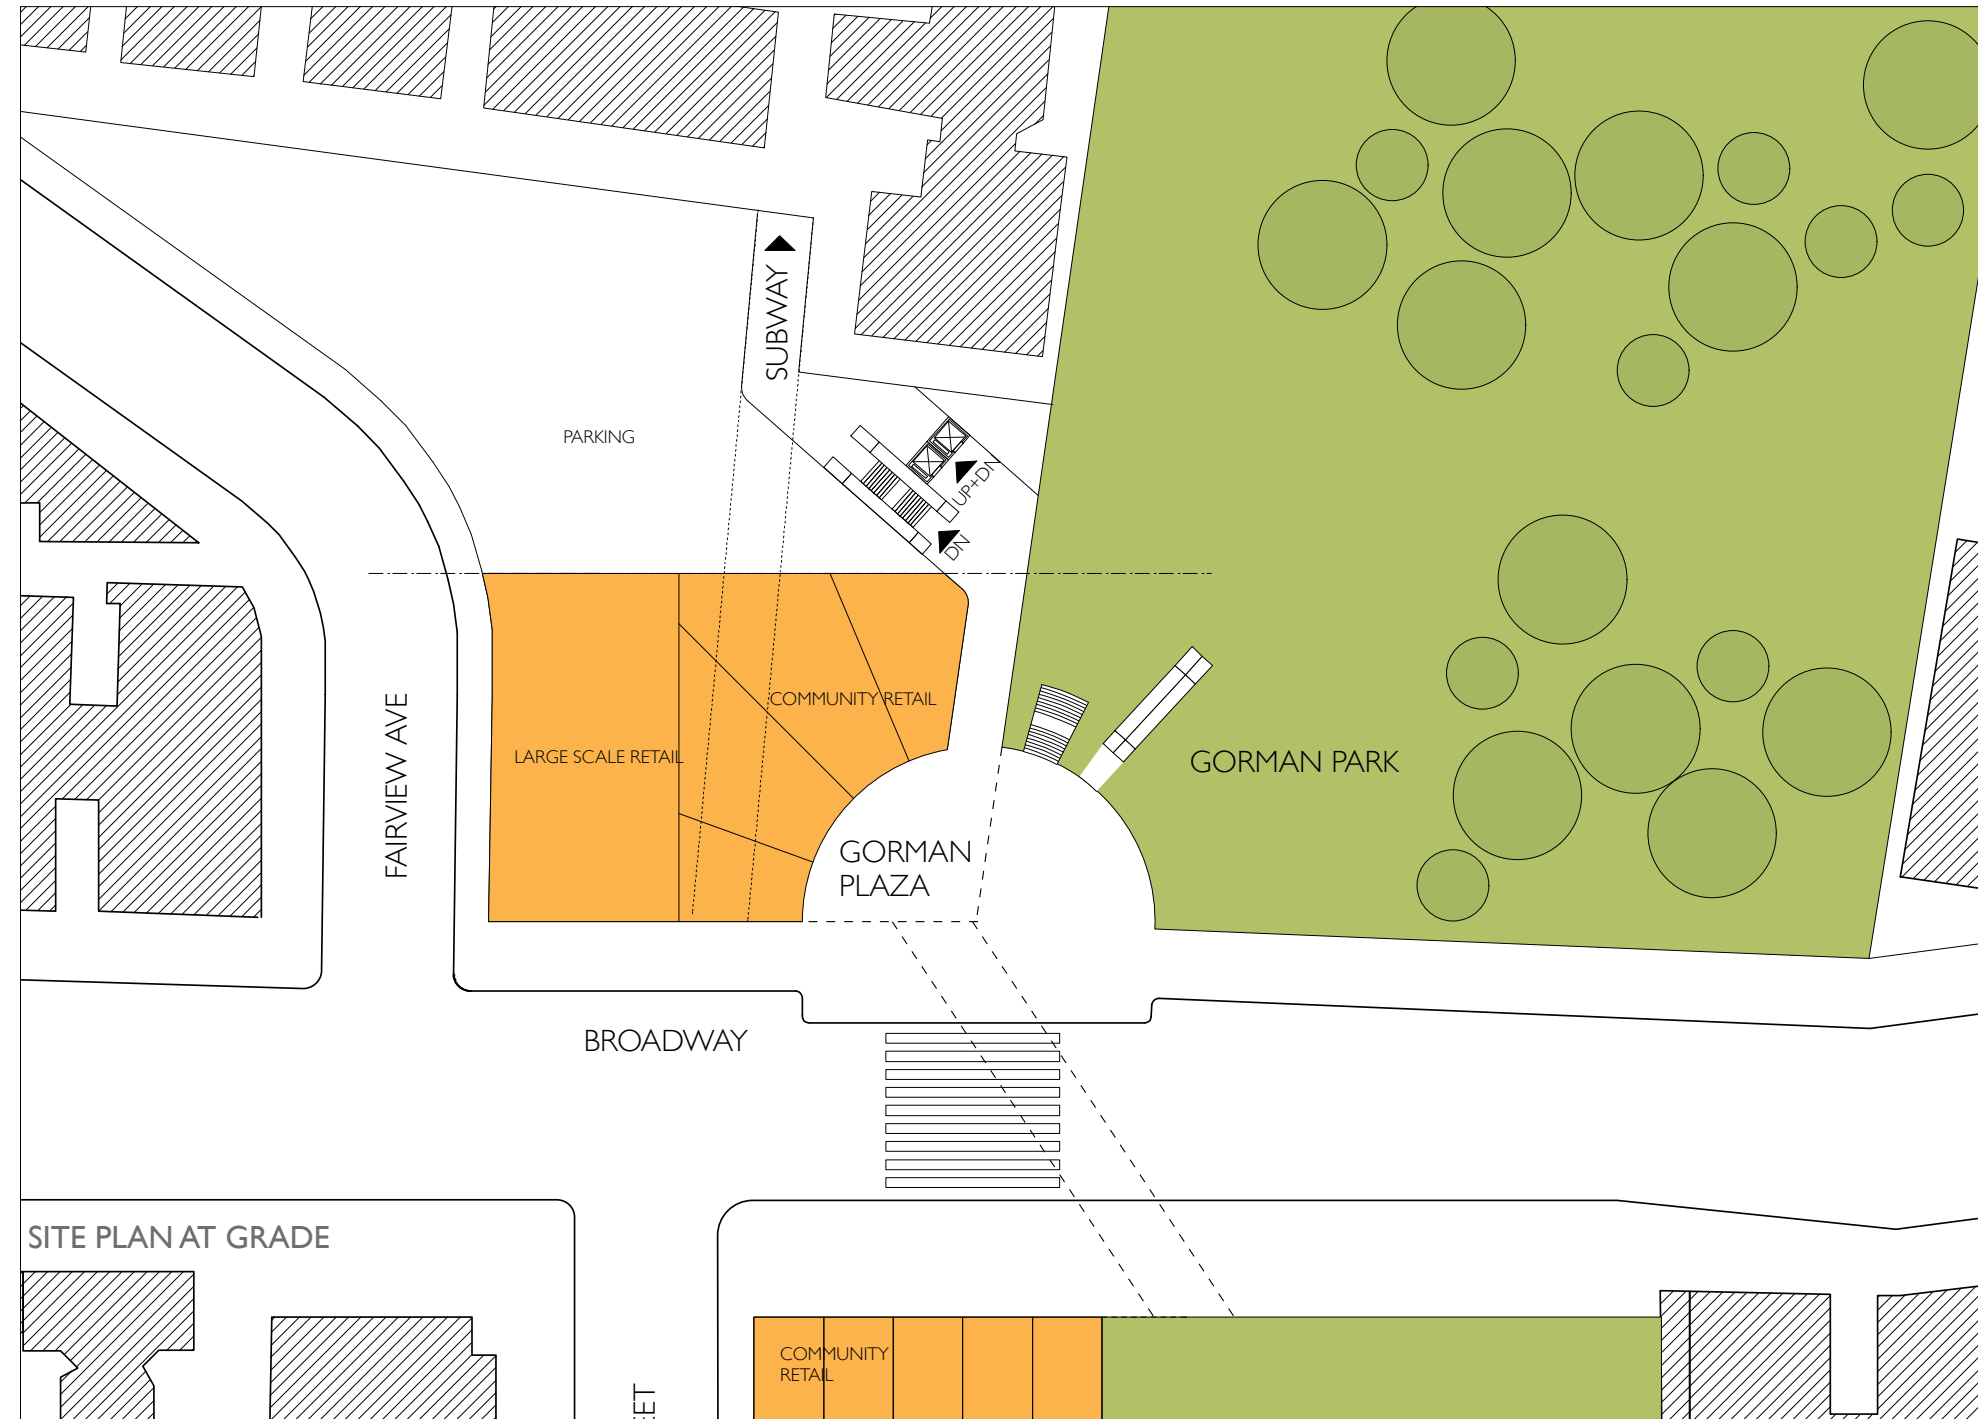 SUBWAY
PARKING
UP+DN
DN
COMMUNITY RETAIL
LARGE SCALE RETAIL
FAIRVIEW AVE
GORMAN PARK
GORMAN
PLAZA
BROADWAY
SITE PLAN AT GRADE
COMMUNITY
RETAIL